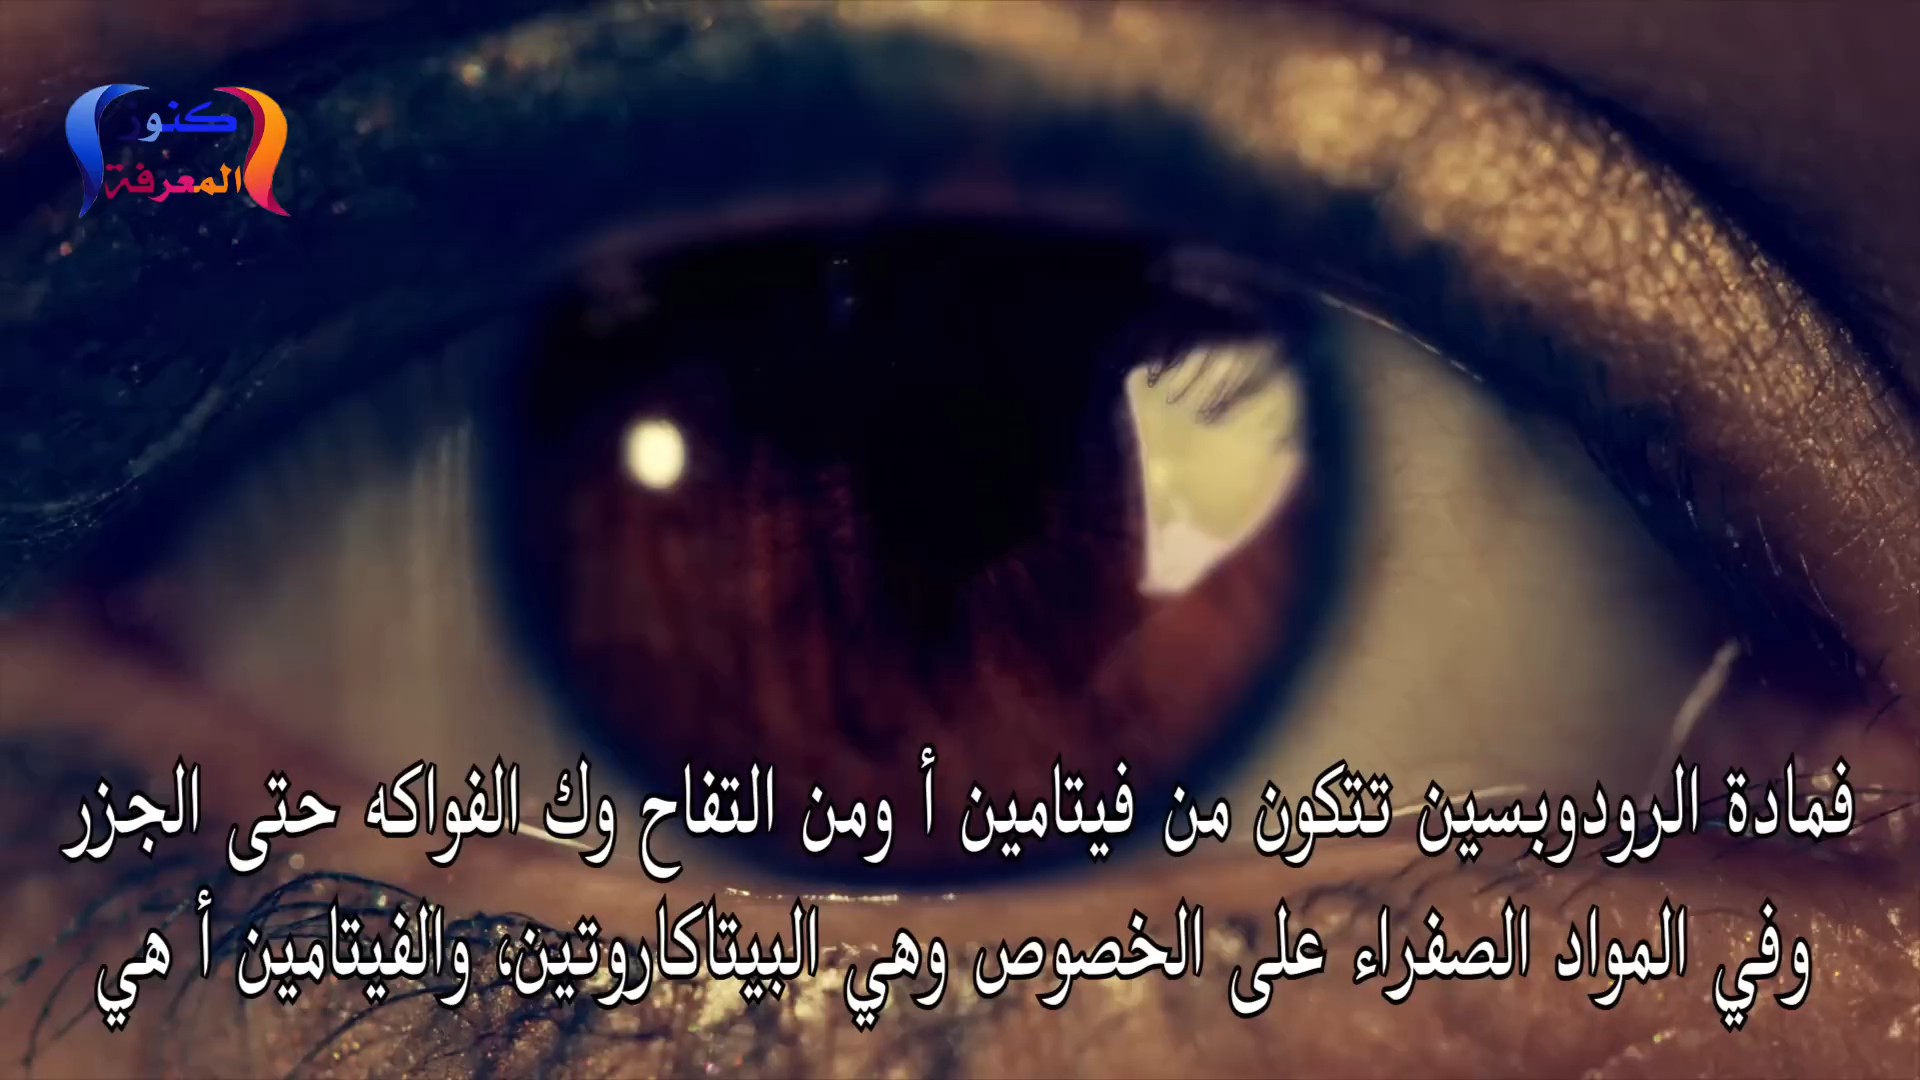 كنوز
المعرفة
فمادة الرودوبسين تتكون من فيتامين أ ومن التفاح وك الفواكه حتى الجزر
وفي المواد الصفراء على الخصوص وهي البيتاكاروتين، والفيتامين أ هي